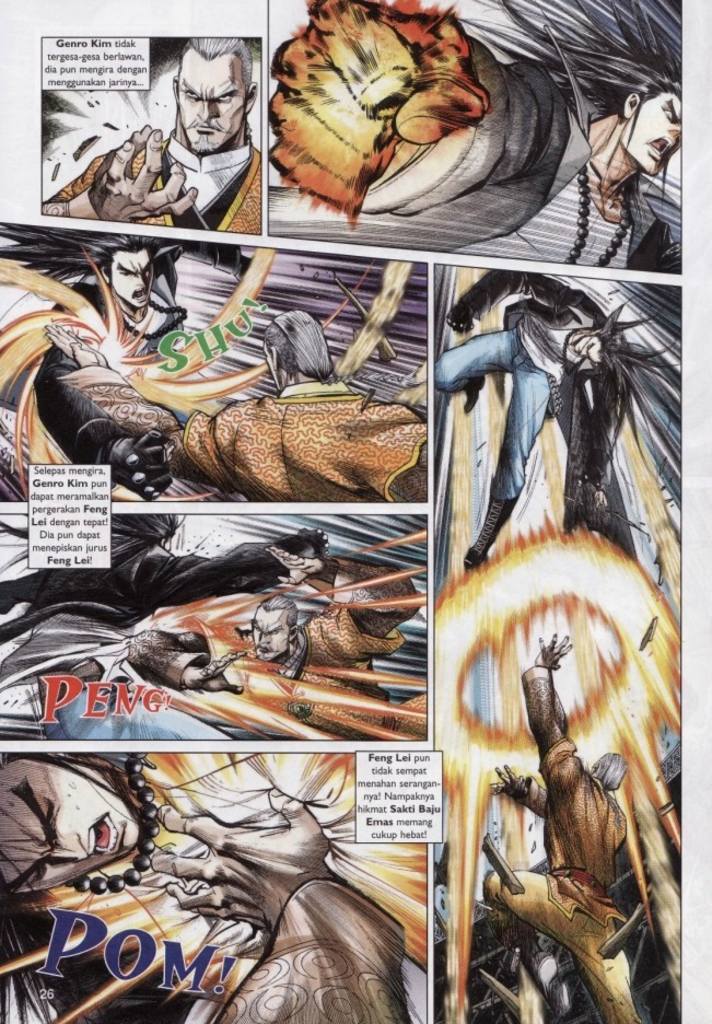 Genro Kim tidak
tergesa-gesa berlawan,
dia pun mengira dengan
menggunakan jarinya...
SHU!
Selepas mengira,
Genro Kim pun
dapat meramalkan
pergerakan Feng
Lei dengan tepat!
Dia pun dapat
menepiskan jurus
Feng Lei!
PENG!
Feng Lei pun
tidak sempat
menahan serangan-
nya! Nampaknya
hikmat Sakti Baju
Emas memang
cukup hebat!
POM!
26